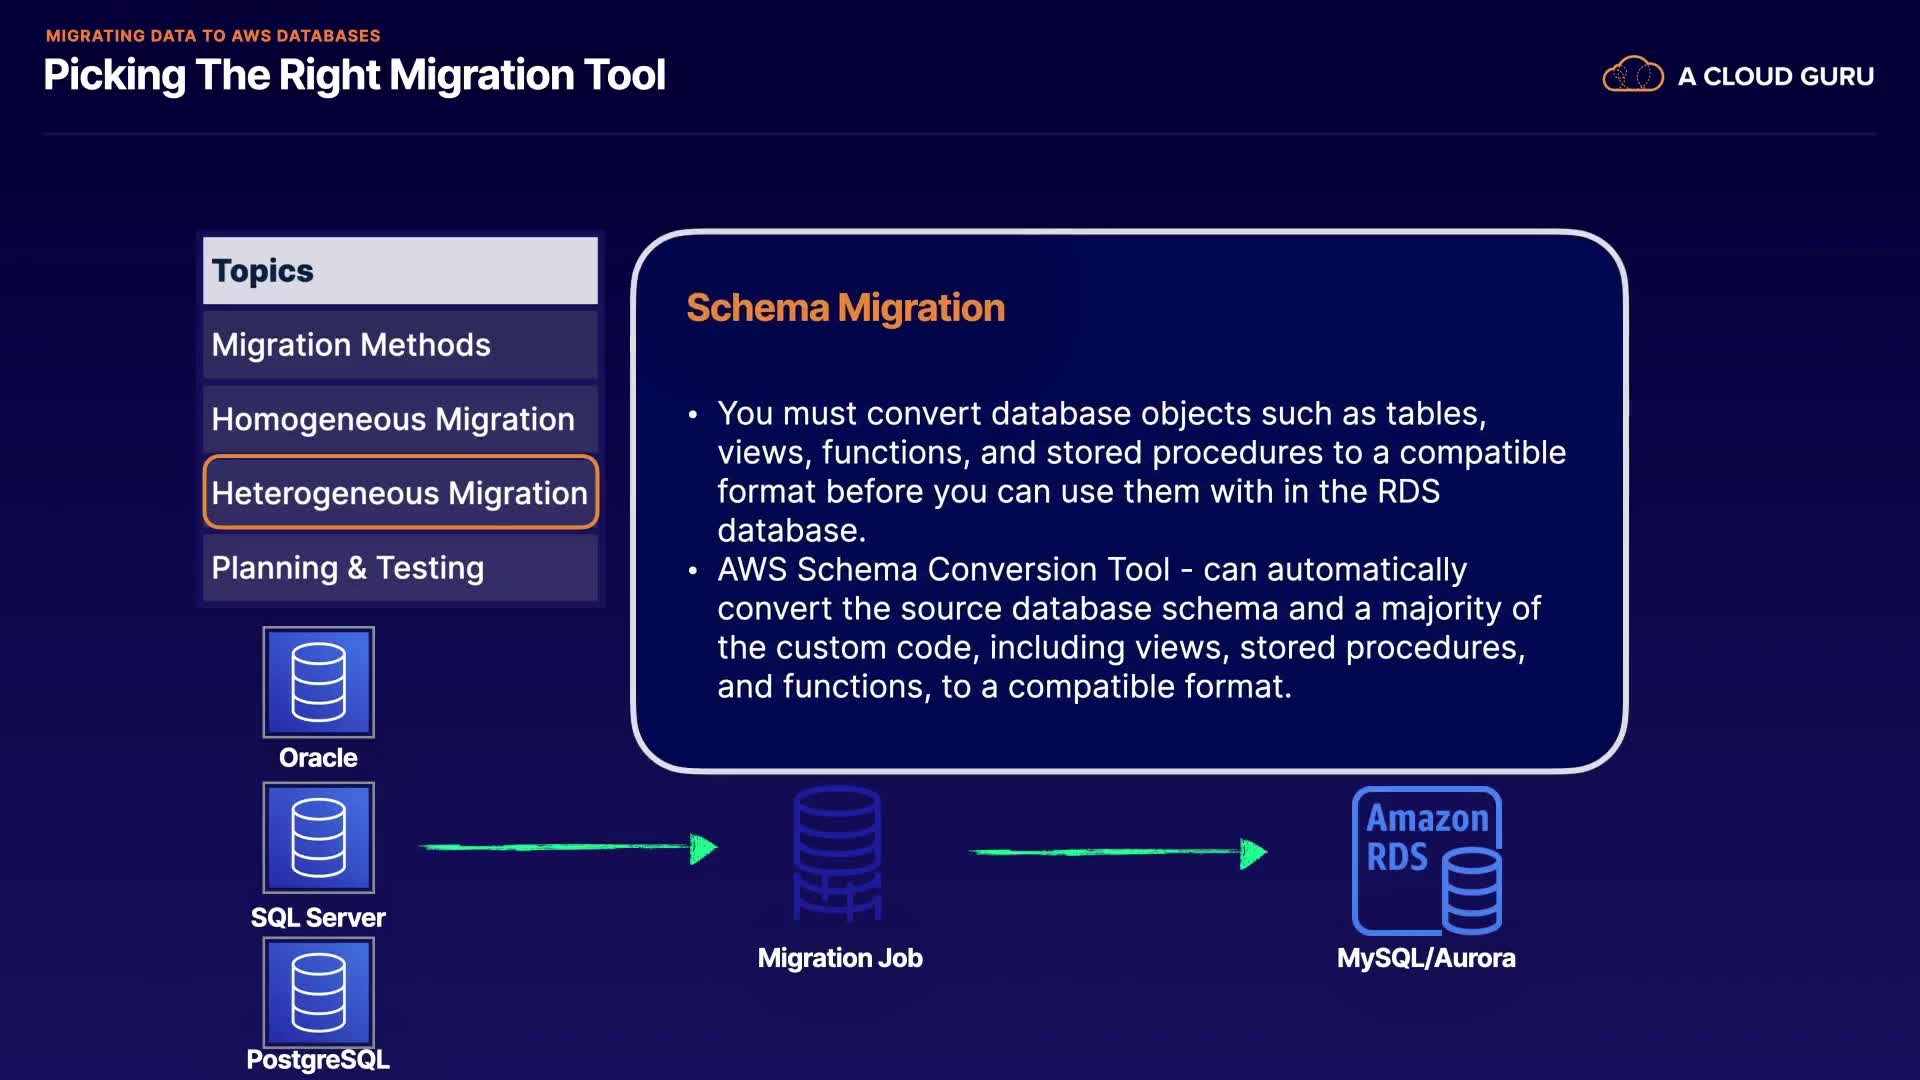 MIGRATING DATA TO AWS DATABASES
Picking The Right Migration Tool
A CLOUD GURU
Topics
Migration Methods
Homogeneous Migration
Heterogeneous Migration
Planning & Testing
Schema Migration
• You must convert database objects such as tables,
views, functions, and stored procedures to a compatible
format before you can use them with in the RDS
database.
• AWS Schema Conversion Tool - can automatically
convert the source database schema and a majority of
the custom code, including views, stored procedures,
and functions, to a compatible format.
Oracle
SQL Server
PostgreSQL
Migration Job
Amazon
RDS
MySQL/Aurora